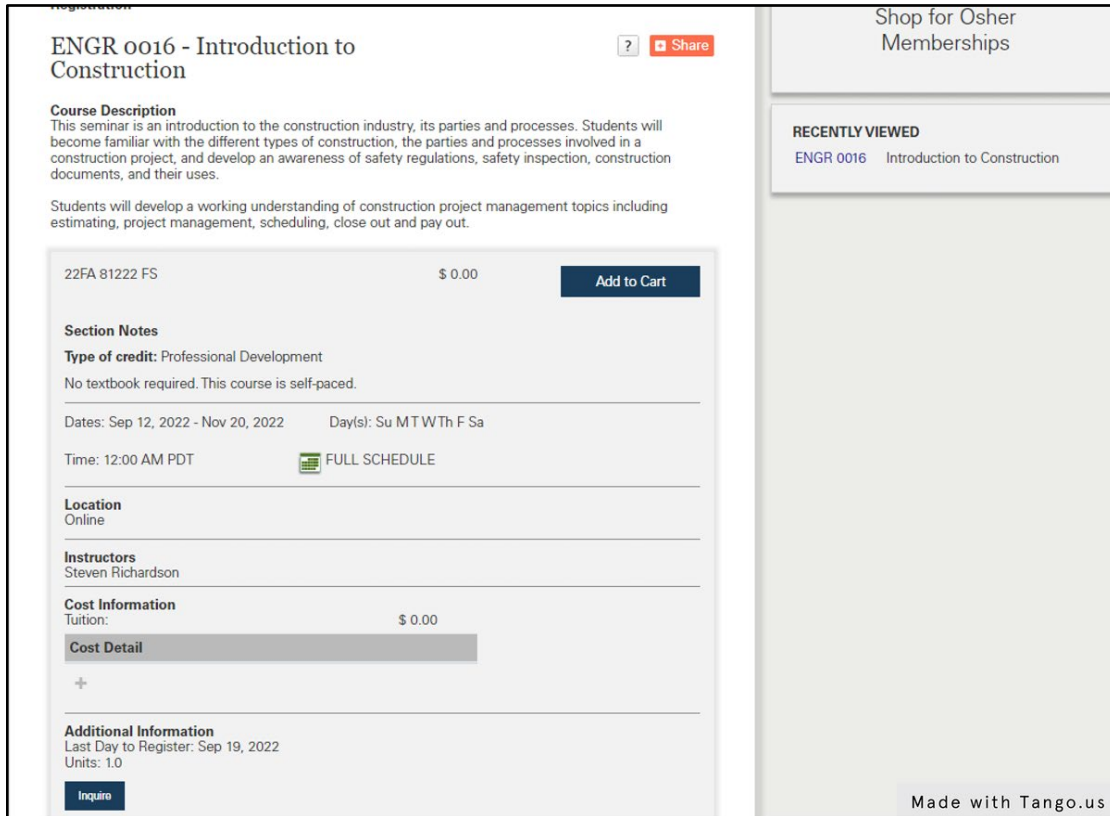 Registration
ENGR 0016 - Introduction to
Construction
?
Share
Course Description
This seminar is an introduction to the construction industry, its parties and processes. Students will
become familiar with the different types of construction, the parties and processes involved in a
construction project, and develop an awareness of safety regulations, safety inspection, construction
documents, and their uses.
Students will develop a working understanding of construction project management topics including
estimating, project management, scheduling, close out and pay out.
22FA 81222 FS $ 0.00 Add to Cart
Section Notes
Type of credit: Professional Development
No textbook required. This course is self-paced.
Dates: Sep 12, 2022 - Nov 20, 2022 Day(s): Su M T W Th F Sa
Time: 12:00 AM PDT FULL SCHEDULE
Location
Online
Instructors
Steven Richardson
Cost Information
Tuition: $ 0.00
Cost Detail
+
Additional Information
Last Day to Register: Sep 19, 2022
Units: 1.0
Inquire
Shop for Osher
Memberships
RECENTLY VIEWED
ENGR 0016 Introduction to Construction
Made with Tango.us